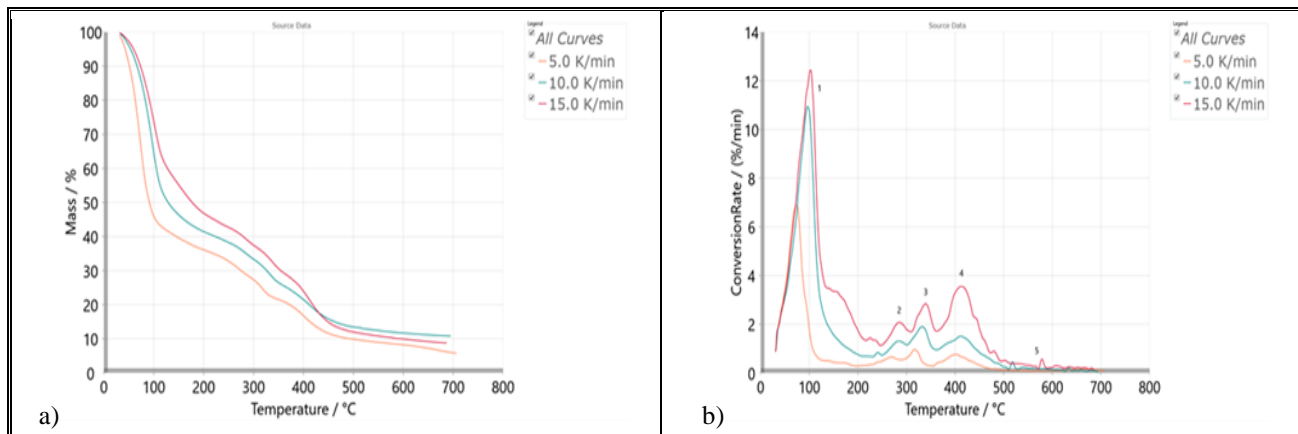 Source Data
Legend
All Curves
5.0 K/min
10.0 K/min
15.0 K/min
Mass / %
100
90
80
70
60
50
40
30
20
10
0
0 100 200 300 400 500 600 700 800
Temperature / °C
a)
Source Data
Legend
All Curves
5.0 K/min
10.0 K/min
15.0 K/min
ConversionRate / (%/min)
14
12
10
8
6
4
2
0
1
2
3
4
5
0 100 200 300 400 500 600 700 800
Temperature / °C
b)